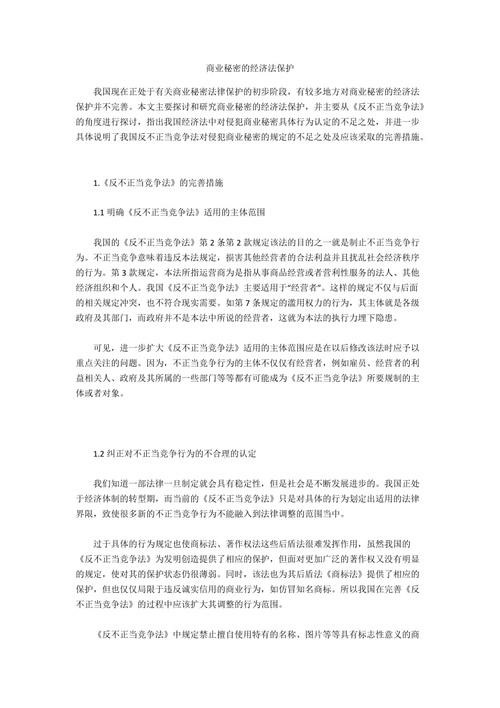 商业秘密的经济法保护
我国现在正处于有关商业秘密法律保护的初步阶段，有较多地方对商业秘密的经济法
保护并不完善。本文主要探讨和研究商业秘密的经济法保护，并主要从《反不正当竞争法》
的角度进行探讨，指出我国经济法中对侵犯商业秘密具体行为认定的不足之处，并进一步
具体说明了我国反不正当竞争法对侵犯商业秘密的规定的不足之处及应该采取的完善措施。
1.《反不正当竞争法》的完善措施
1.1 明确《反不正当竞争法》适用的主体范围
我国的《反不正当竞争法》第 2 条第 2 款规定该法的目的之一就是制止不正当竞争行
为。不正当竞争意味着违反本法规定，损害其他经营者的合法利益并且扰乱社会经济秩序
的行为。第 3 款规定，本法所指运营商为是指从事商品经营或者营利性服务的法人、其他
经济组织和个人。我国《反不正当竞争法》主要适用于“经营者”。这样的规定不仅与后面
的相关规定冲突，也不符合现实需要。如第 7 条规定的滥用权力的行为，其主体就是各级
政府及其部门，而政府并不是本法中所说的经营者，这就为本法的执行力埋下隐患。
可见，进一步扩大《反不正当竞争法》适用的主体范围应是在以后修改该法时应予以
重点关注的问题。因为，不正当竞争行为的主体不仅仅有经营者，例如雇员、经营者的利
益相关人、政府及其所属的一些部门等等都有可能成为《反不正当竞争法》所要规制的主
体或者对象。
1.2 纠正对不正当竞争行为的不合理的认定
我们知道一部法律一旦制定就会具有稳定性，但是社会是不断发展进步的。我国正处
于经济体制的转型期，而当前的《反不正当竞争法》只是对具体的行为划定出适用的法律
界限，致使很多新的不正当竞争行为不能融入到法律调整的范围当中。
过于具体的行为规定也使商标法、著作权法这些后盾法很难发挥作用，虽然我国的
《反不正当竞争法》为发明创造提供了相应的保护，但面对更加广泛的著作权又没有明显
的规定，使对其的保护状态仍很薄弱。同时，该法也为其后盾法《商标法》提供了相应的
保护，但也仅仅局限于违反诚实信用的商业行为，如仿冒知名商标。所以我国在完善《反
不正当竞争法》的过程中应该扩大其调整的行为范围。
《反不正当竞争法》中规定禁止擅自使用特有的名称、图片等等具有标志性意义的商